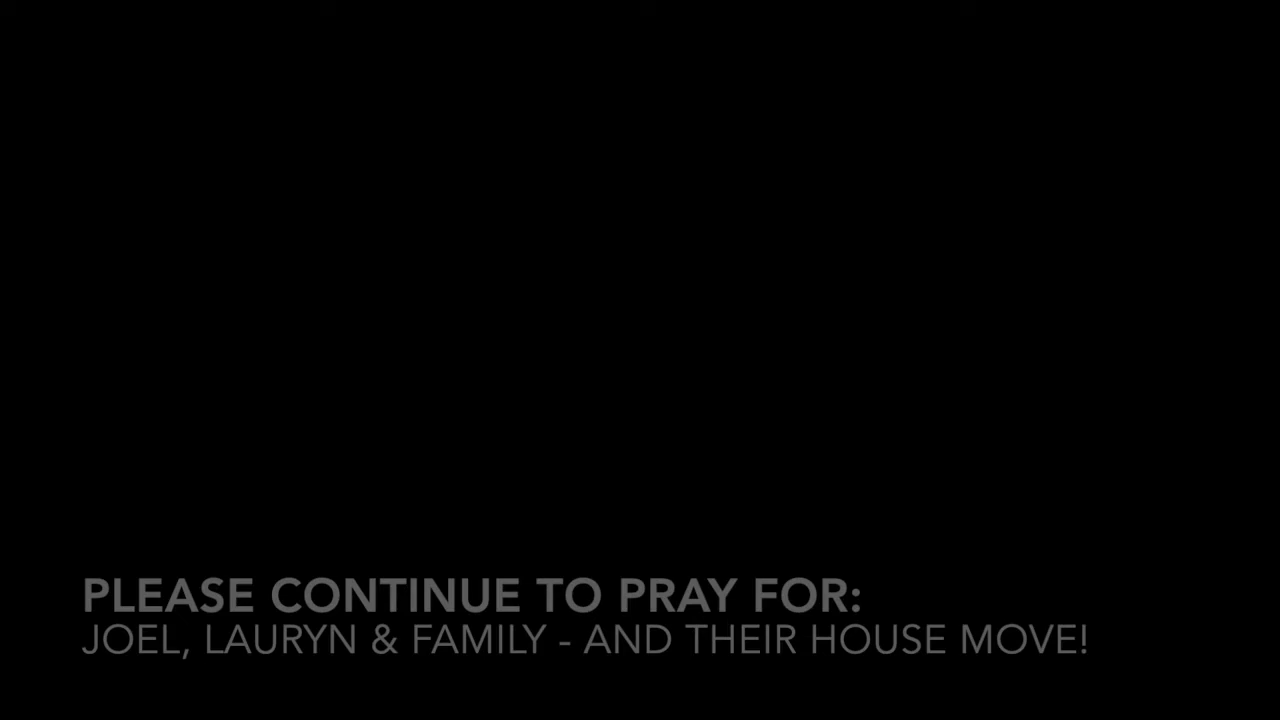 PLEASE CONTINUE TO PRAY FOR:
JOEL, LAURYN & FAMILY - AND THEIR HOUSE MOVE!